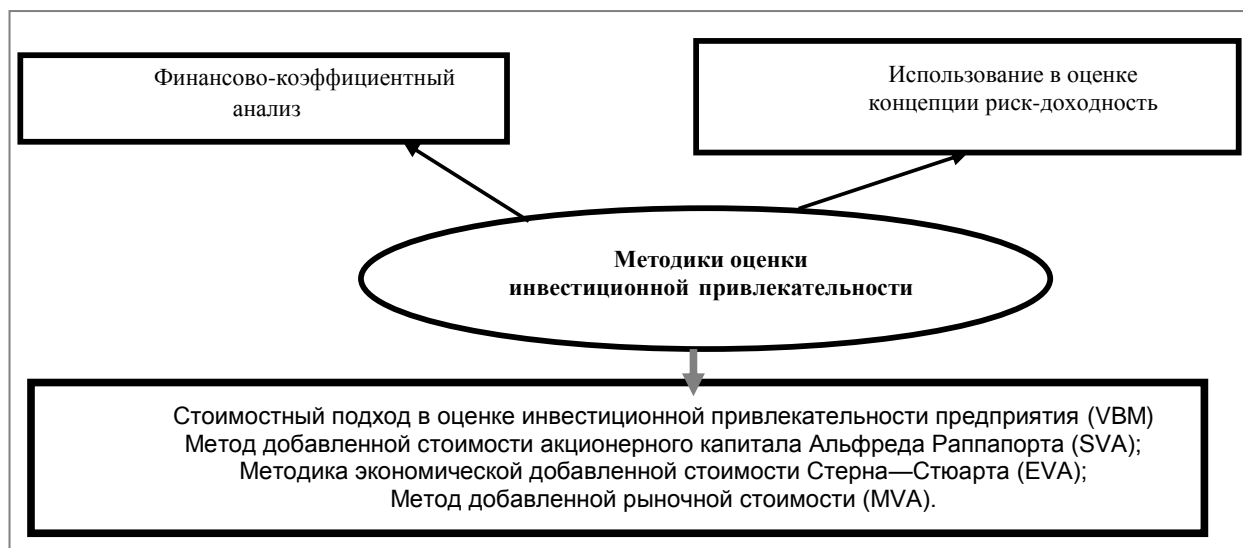 Финансово-коэффициентный
анализ
Использование в оценке
концепции риск-доходность
Методики оценки
инвестиционной привлекательности
Стоимостный подход в оценке инвестиционной привлекательности предприятия (VBM)
Метод добавленной стоимости акционерного капитала Альфреда Раппапорта (SVA);
Методика экономической добавленной стоимости Стерна—Стюарта (EVA);
Метод добавленной рыночной стоимости (MVA).